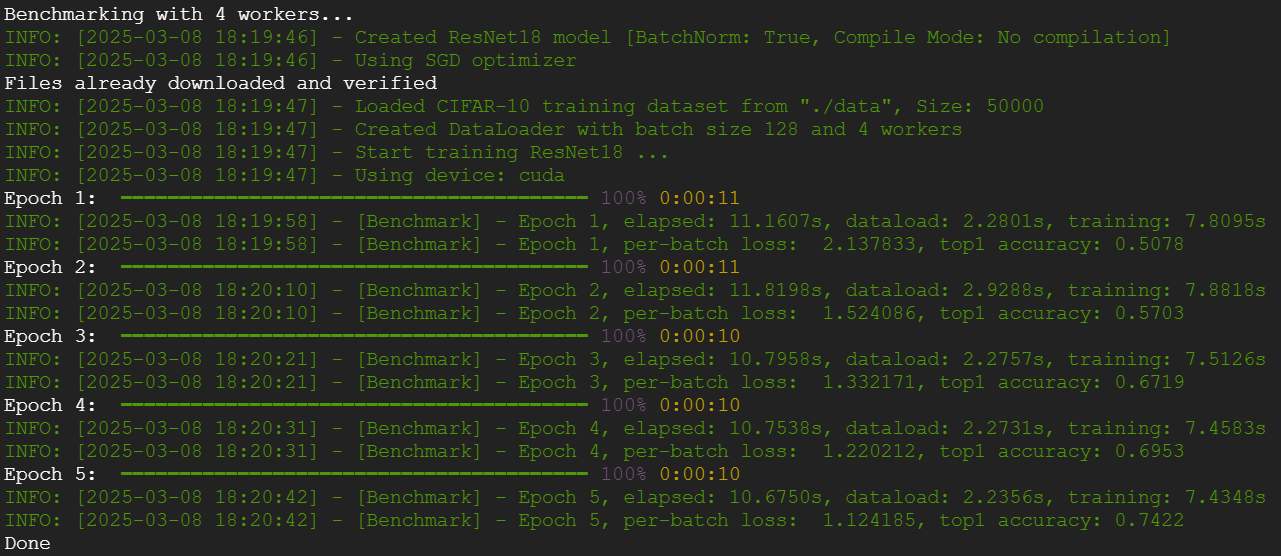 Benchmarking with 4 workers...
INFO: [2025-03-08 18:19:46] - Created ResNet18 model [BatchNorm: True, Compile Mode: No compilation]
INFO: [2025-03-08 18:19:46] - Using SGD optimizer
Files already downloaded and verified
INFO: [2025-03-08 18:19:47] - Loaded CIFAR-10 training dataset from "./data", Size: 50000
INFO: [2025-03-08 18:19:47] - Created DataLoader with batch size 128 and 4 workers
INFO: [2025-03-08 18:19:47] - Start training ResNet18 ...
INFO: [2025-03-08 18:19:47] - Using device: cuda
Epoch 1: 100% 0:00:11
INFO: [2025-03-08 18:19:58] - [Benchmark] - Epoch 1, elapsed: 11.1607s, dataload: 2.2801s, training: 7.8095s
INFO: [2025-03-08 18:19:58] - [Benchmark] - Epoch 1, per-batch loss:  2.137833, top1 accuracy: 0.5078
Epoch 2: 100% 0:00:11
INFO: [2025-03-08 18:20:10] - [Benchmark] - Epoch 2, elapsed: 11.8198s, dataload: 2.9288s, training: 7.8818s
INFO: [2025-03-08 18:20:10] - [Benchmark] - Epoch 2, per-batch loss:  1.524086, top1 accuracy: 0.5703
Epoch 3: 100% 0:00:10
INFO: [2025-03-08 18:20:21] - [Benchmark] - Epoch 3, elapsed: 10.7958s, dataload: 2.2757s, training: 7.5126s
INFO: [2025-03-08 18:20:21] - [Benchmark] - Epoch 3, per-batch loss:  1.332171, top1 accuracy: 0.6719
Epoch 4: 100% 0:00:10
INFO: [2025-03-08 18:20:31] - [Benchmark] - Epoch 4, elapsed: 10.7538s, dataload: 2.2731s, training: 7.4583s
INFO: [2025-03-08 18:20:31] - [Benchmark] - Epoch 4, per-batch loss:  1.220212, top1 accuracy: 0.6953
Epoch 5: 100% 0:00:10
INFO: [2025-03-08 18:20:42] - [Benchmark] - Epoch 5, elapsed: 10.6750s, dataload: 2.2356s, training: 7.4348s
INFO: [2025-03-08 18:20:42] - [Benchmark] - Epoch 5, per-batch loss:  1.124185, top1 accuracy: 0.7422
Done